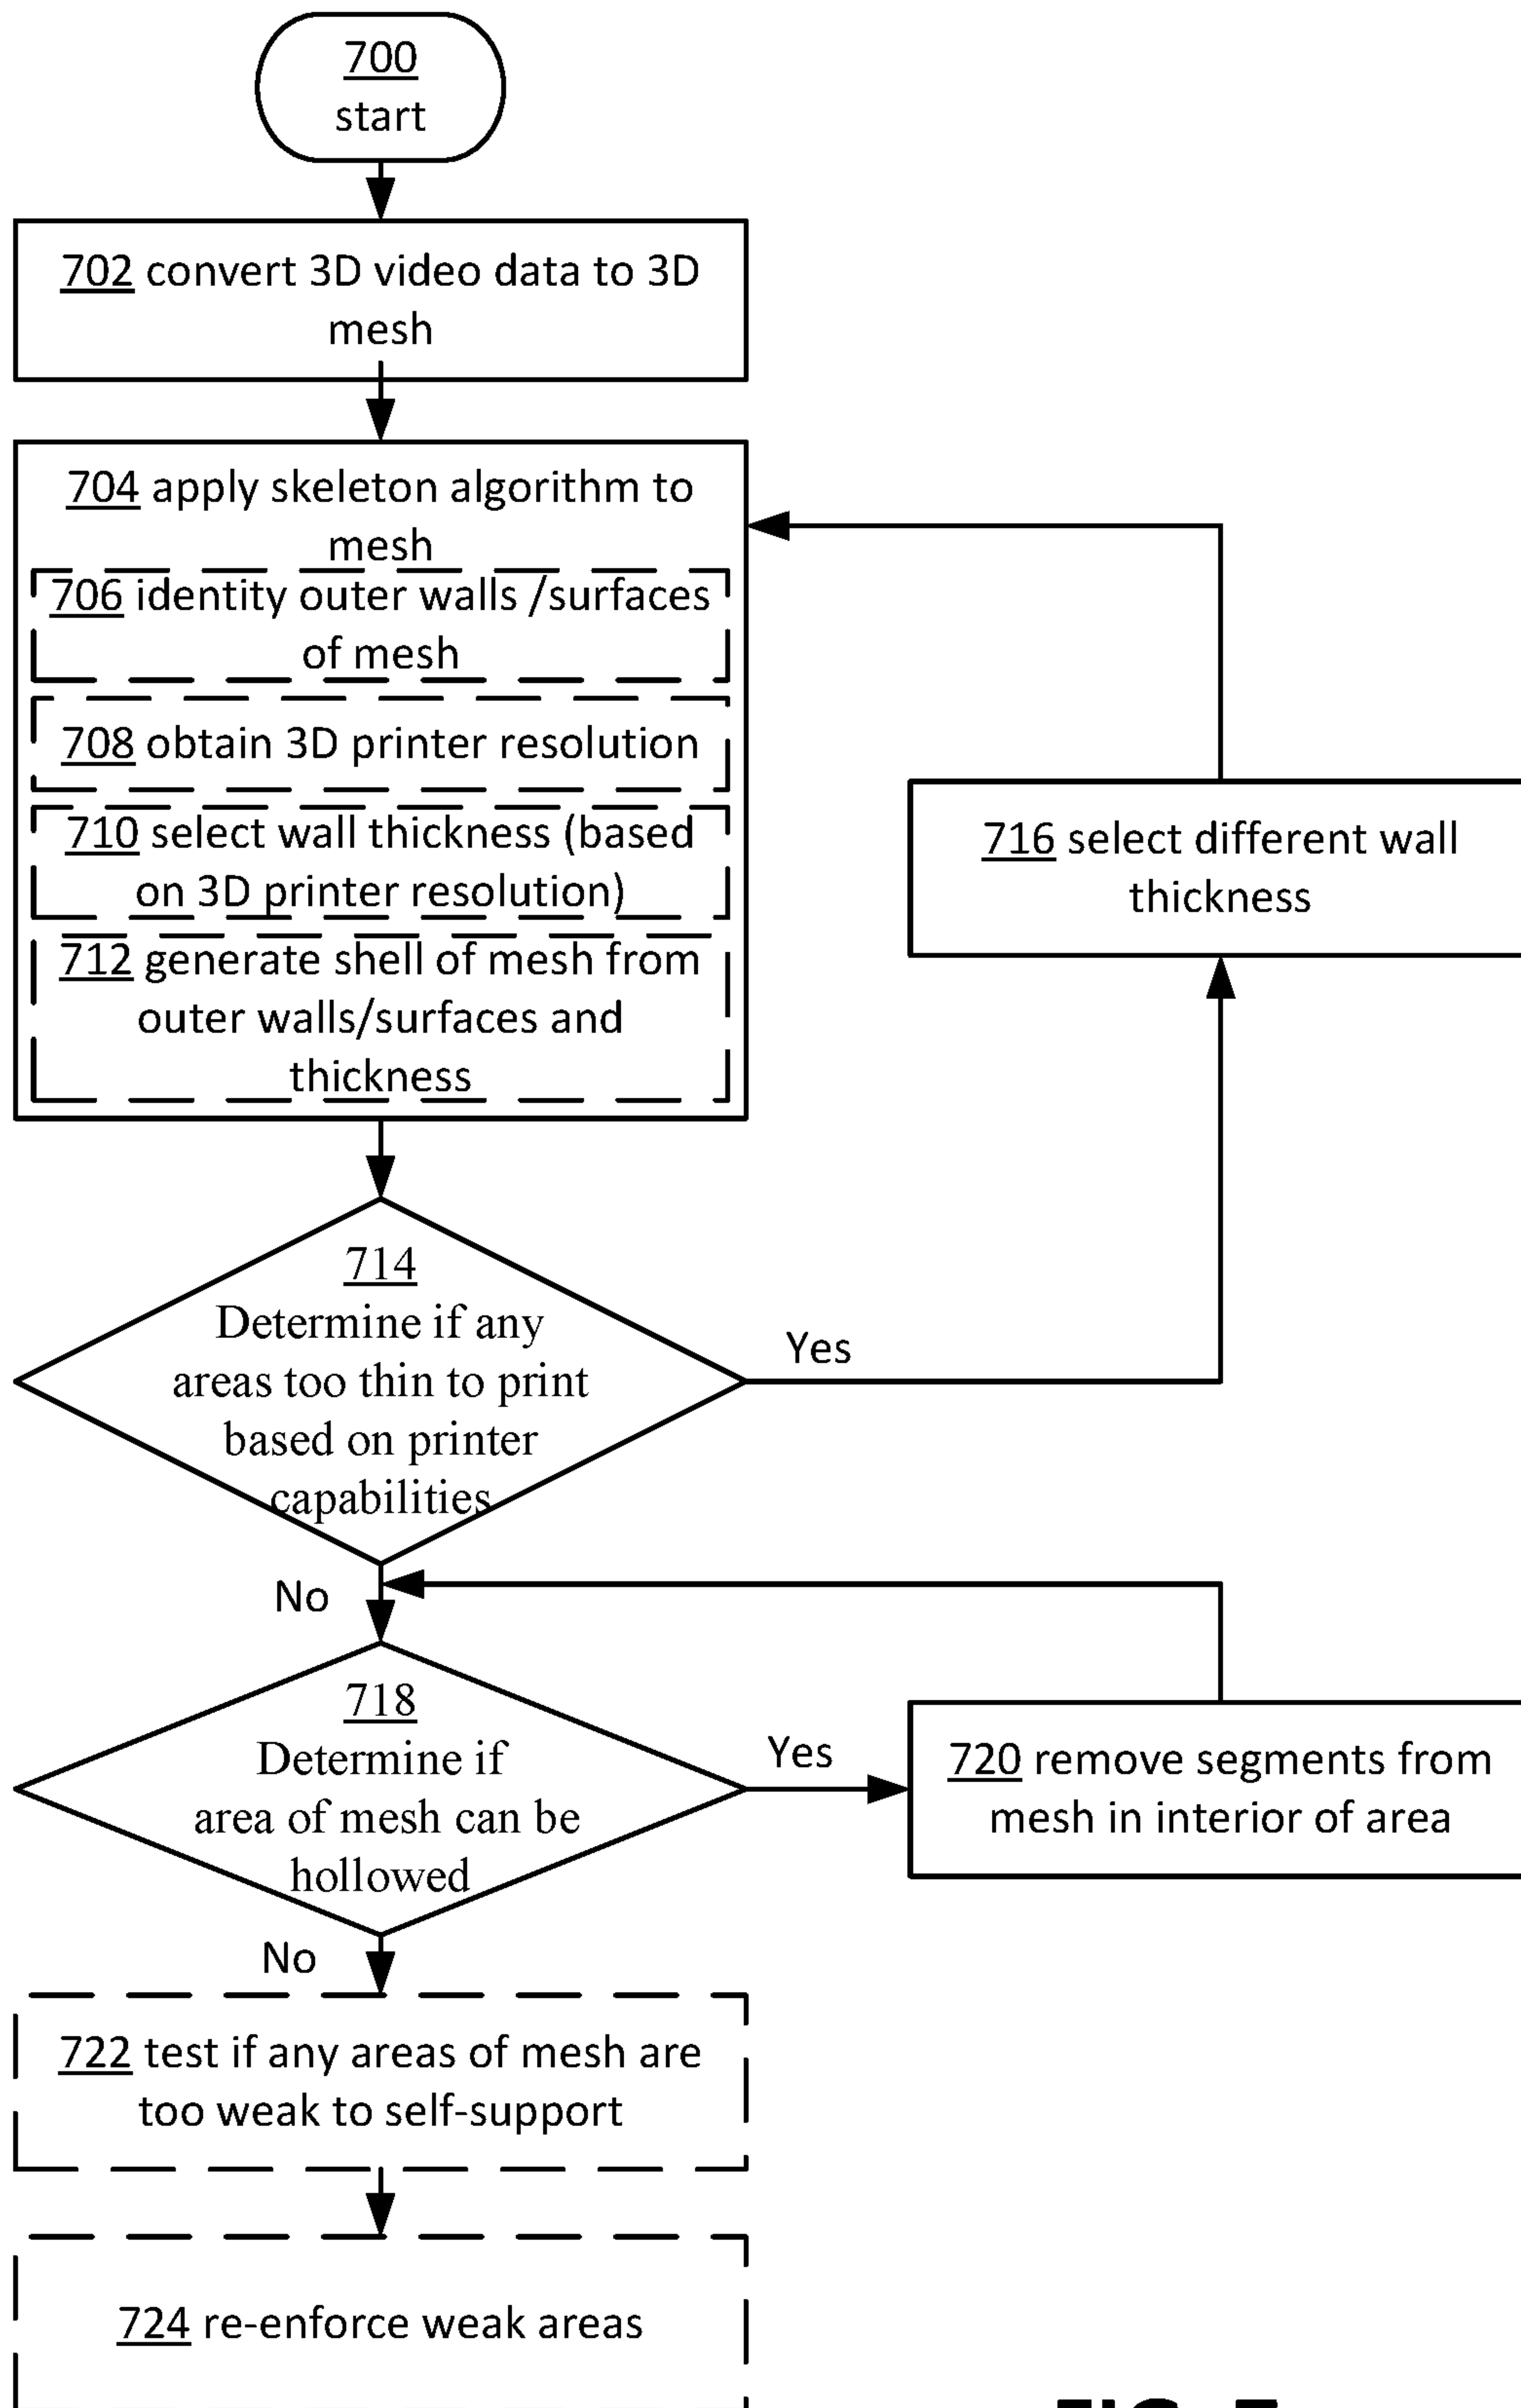 700
start
702 convert 3D video data to 3D
mesh
704 apply skeleton algorithm to
mesh
706 identity outer walls /surfaces
of mesh
708 obtain 3D printer resolution
710 select wall thickness (based
on 3D printer resolution)
712 generate shell of mesh from
outer walls/surfaces and
thickness
716 select different wall
thickness
714
Determine if any
areas too thin to print
based on printer
capabilities
Yes
No
718
Determine if
area of mesh can be
hollowed
Yes
720 remove segments from
mesh in interior of area
No
722 test if any areas of mesh are
too weak to self-support
724 re-enforce weak areas